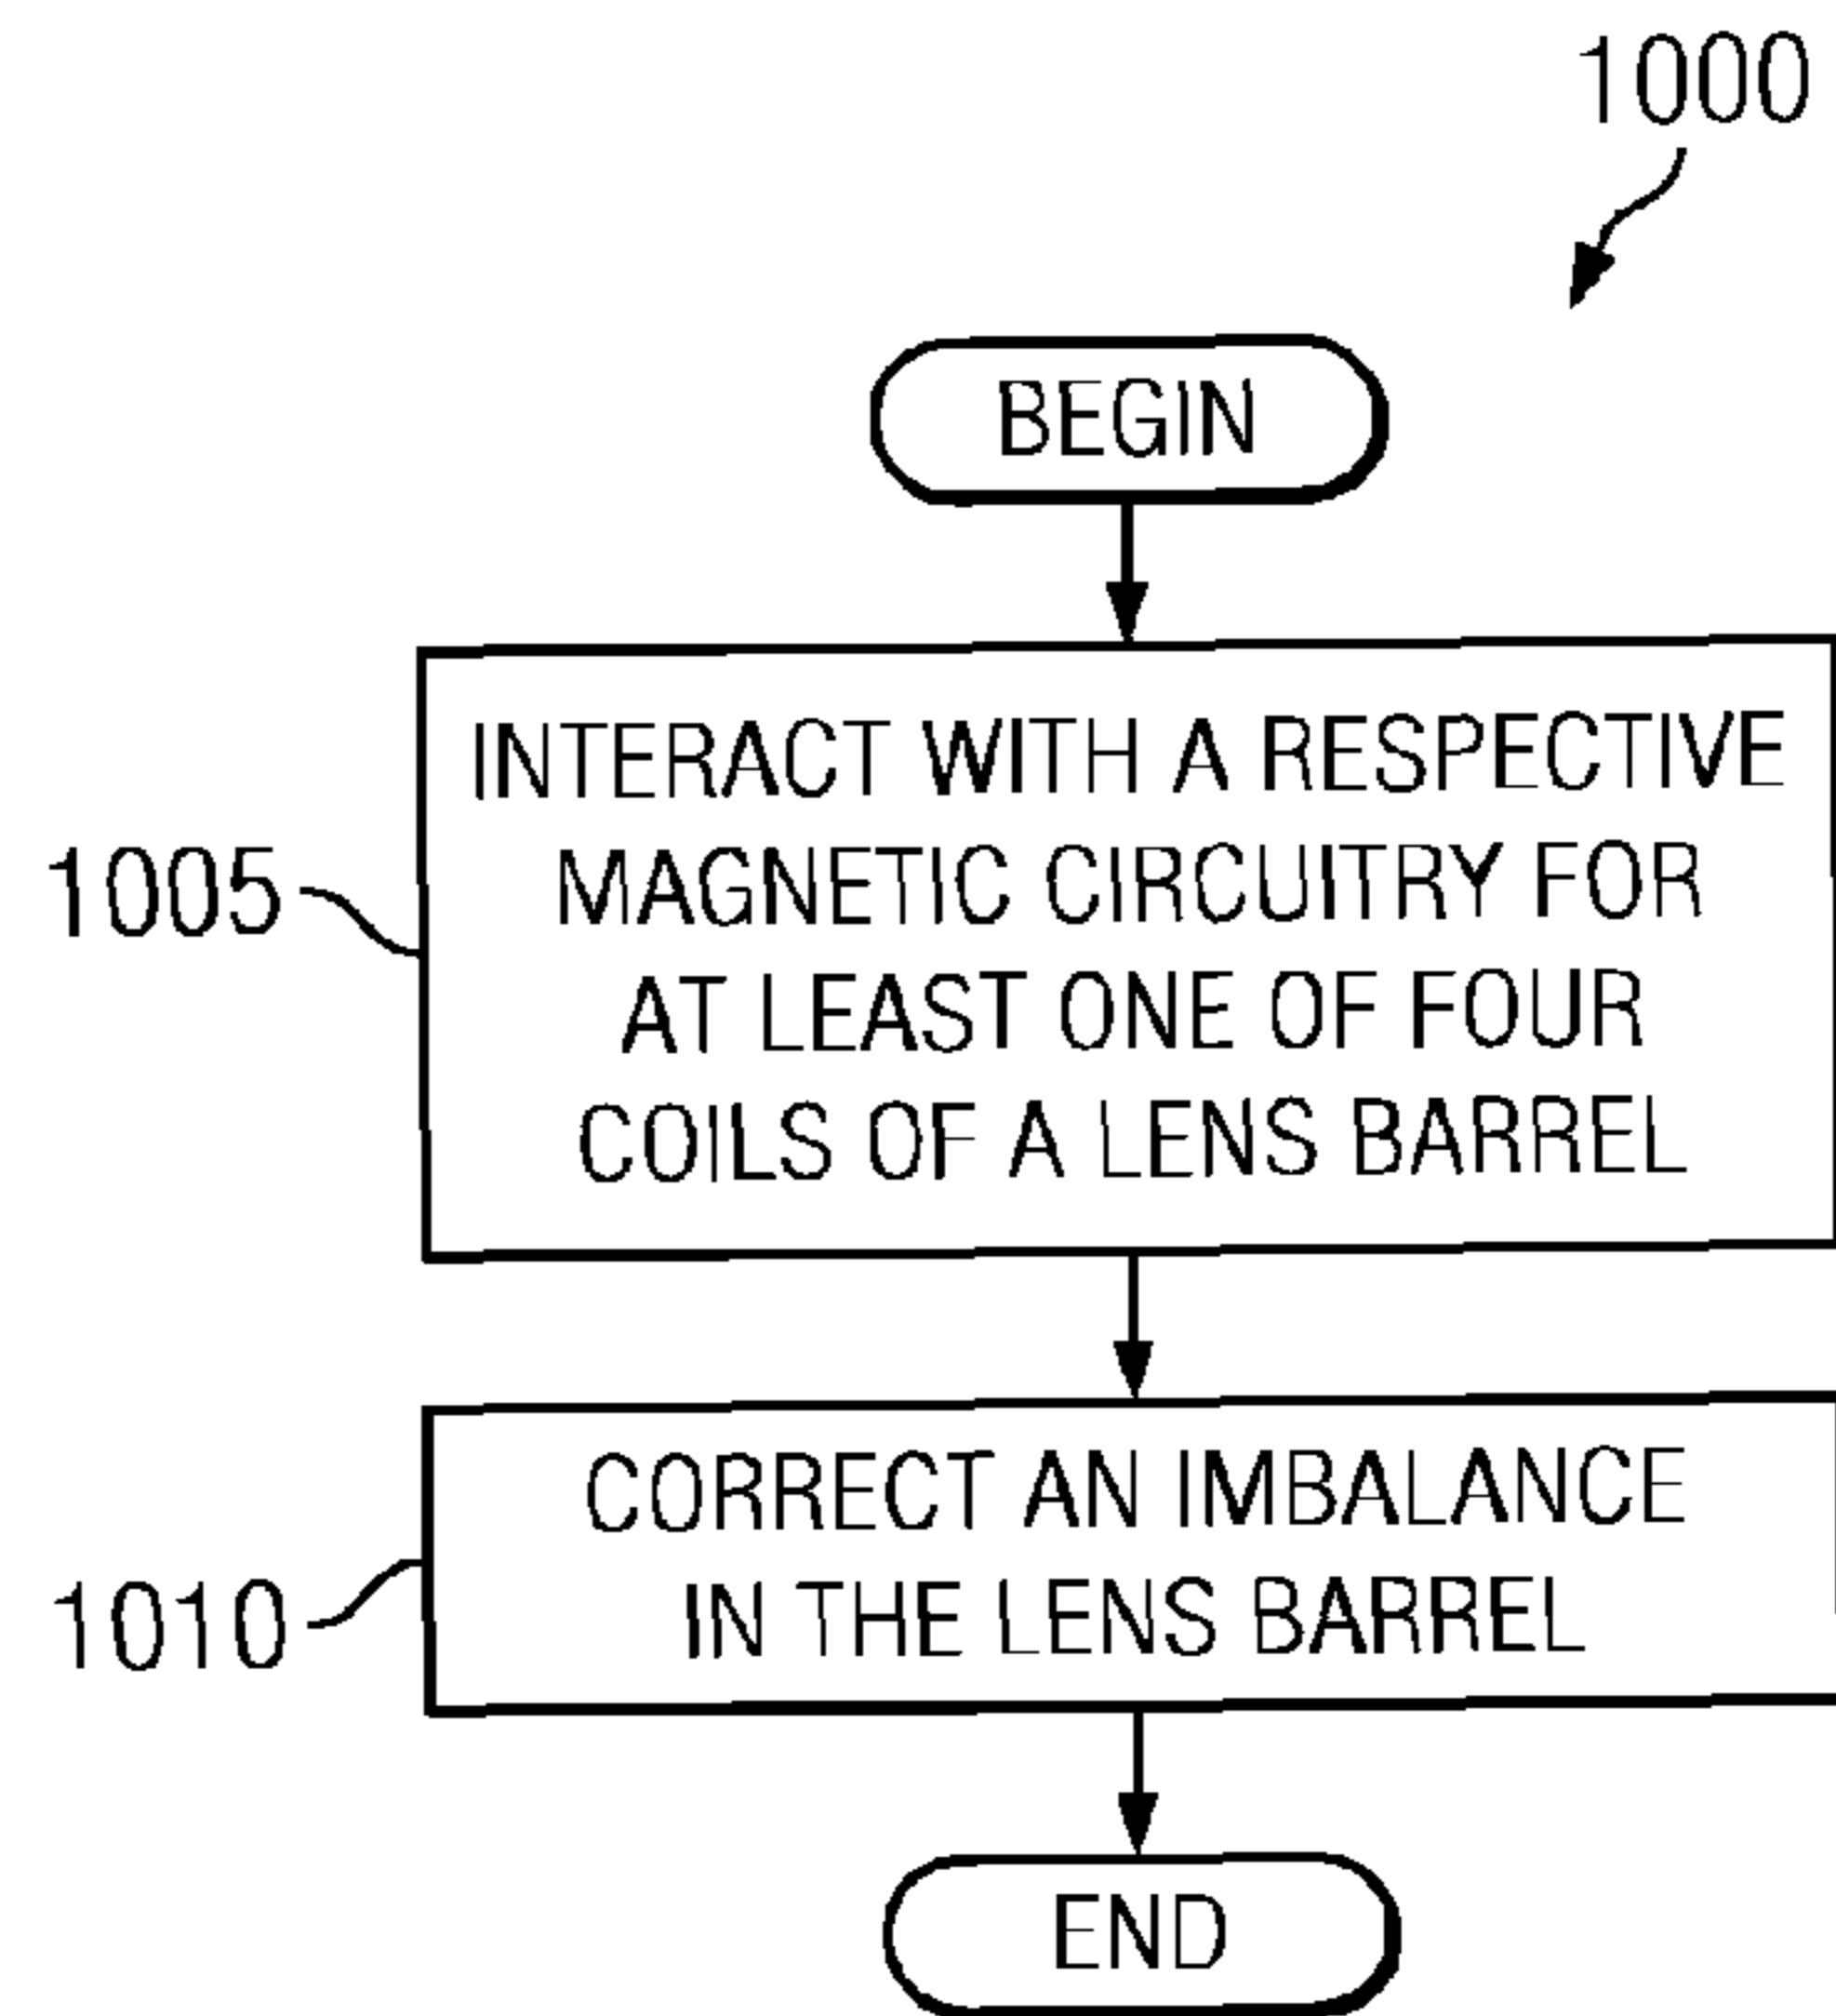 1000
BEGIN
INTERACT WITH A RESPECTIVE
MAGNETIC CIRCUITRY FOR
AT LEAST ONE OF FOUR
COILS OF A LENS BARREL
1005
CORRECT AN IMBALANCE
IN THE LENS BARREL
1010
END